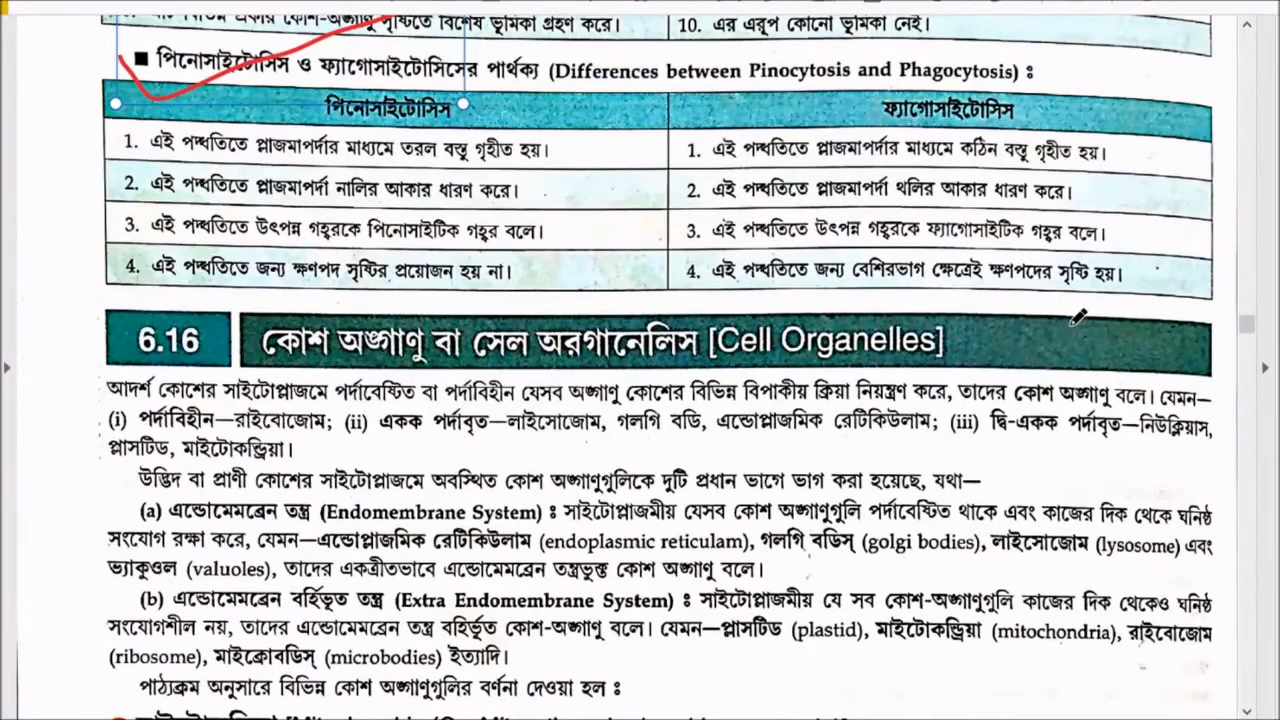 কোশ-অঙ্গাণু সৃষ্টিতে বিশেষ ভূমিকা গ্রহণ করে। 10. এর এরূপ কোনো ভূমিকা নেই।
■ পিনোসাইটোসিস ও ফ্যাগোসাইটোসিসের পার্থক্য (Differences between Pinocytosis and Phagocytosis) :
পিনোসাইটোসিস ফ্যাগোসাইটোসিস
1. এই পদ্ধতিতে প্লাজমাপর্দার মাধ্যমে তরল বস্তু গৃহীত হয়। 1. এই পদ্ধতিতে প্লাজমাপর্দার মাধ্যমে কঠিন বস্তু গৃহীত হয়।
2. এই পদ্ধতিতে প্লাজমাপর্দা নালির আকার ধারণ করে। 2. এই পদ্ধতিতে প্লাজমাপর্দা থলির আকার ধারণ করে।
3. এই পদ্ধতিতে উৎপন্ন গহ্বরকে পিনোসাইটিক গহ্বর বলে। 3. এই পদ্ধতিতে উৎপন্ন গহ্বরকে ফ্যাগোসাইটিক গহ্বর বলে।
4. এই পদ্ধতিতে জন্য ক্ষণপদ সৃষ্টির প্রয়োজন হয় না। 4. এই পদ্ধতিতে জন্য বেশিরভাগ ক্ষেত্রেই ক্ষণপদের সৃষ্টি হয়।
6.16 কোশ অঙ্গাণু বা সেল অরগানেলিস [Cell Organelles]
আদর্শ কোশের সাইটোপ্লাজমে পর্দাবেষ্টিত বা পর্দাবিহীন যেসব অঙ্গাণু কোশের বিভিন্ন বিপাকীয় ক্রিয়া নিয়ন্ত্রণ করে, তাদের কোশ অঙ্গাণু বলে। যেমন—
(i) পর্দাবিহীন—রাইবোজোম; (ii) একক পর্দাবৃত—লাইসোজোম, গলগি বডি, এন্ডোপ্লাজমিক রেটিকিউলাম; (iii) দ্বি-একক পর্দাবৃত—নিউক্লিয়াস,
প্লাসটিড, মাইটোকন্ড্রিয়া।
উদ্ভিদ বা প্রাণী কোশের সাইটোপ্লাজমে অবস্থিত কোশ অঙ্গাণুগুলিকে দুটি প্রধান ভাগে ভাগ করা হয়েছে, যথা—
(a) এন্ডোমেমব্রেন তন্ত্র (Endomembrane System) : সাইটোপ্লাজমীয় যেসব কোশ অঙ্গাণুগুলি পর্দাবেষ্টিত থাকে এবং কাজের দিক থেকে ঘনিষ্ঠ
সংযোগ রক্ষা করে, যেমন—এন্ডোপ্লাজমিক রেটিকিউলাম (endoplasmic reticulam), গলগি বডিস্ (golgi bodies), লাইসোজোম (lysosome) এবং
ভ্যাকুওল (valuoles), তাদের একত্রীতভাবে এন্ডোমেমব্রেন তন্ত্রভুক্ত কোশ অঙ্গাণু বলে।
(b) এন্ডোমেমব্রেন বর্হিভূত তন্ত্র (Extra Endomembrane System) : সাইটোপ্লাজমীয় যে সব কোশ-অঙ্গাণুগুলি কাজের দিক থেকেও ঘনিষ্ঠ
সংযোগশীল নয়, তাদের এন্ডোমেমব্রেন তন্ত্র বহির্ভূত কোশ-অঙ্গাণু বলে। যেমন—প্লাসটিড (plastid), মাইটোকন্ড্রিয়া (mitochondria), রাইবোজোম
(ribosome), মাইক্রোবডিস্ (microbodies) ইত্যাদি।
পাঠ্যক্রম অনুসারে বিভিন্ন কোশ অঙ্গাণুগুলির বর্ণনা দেওয়া হল :